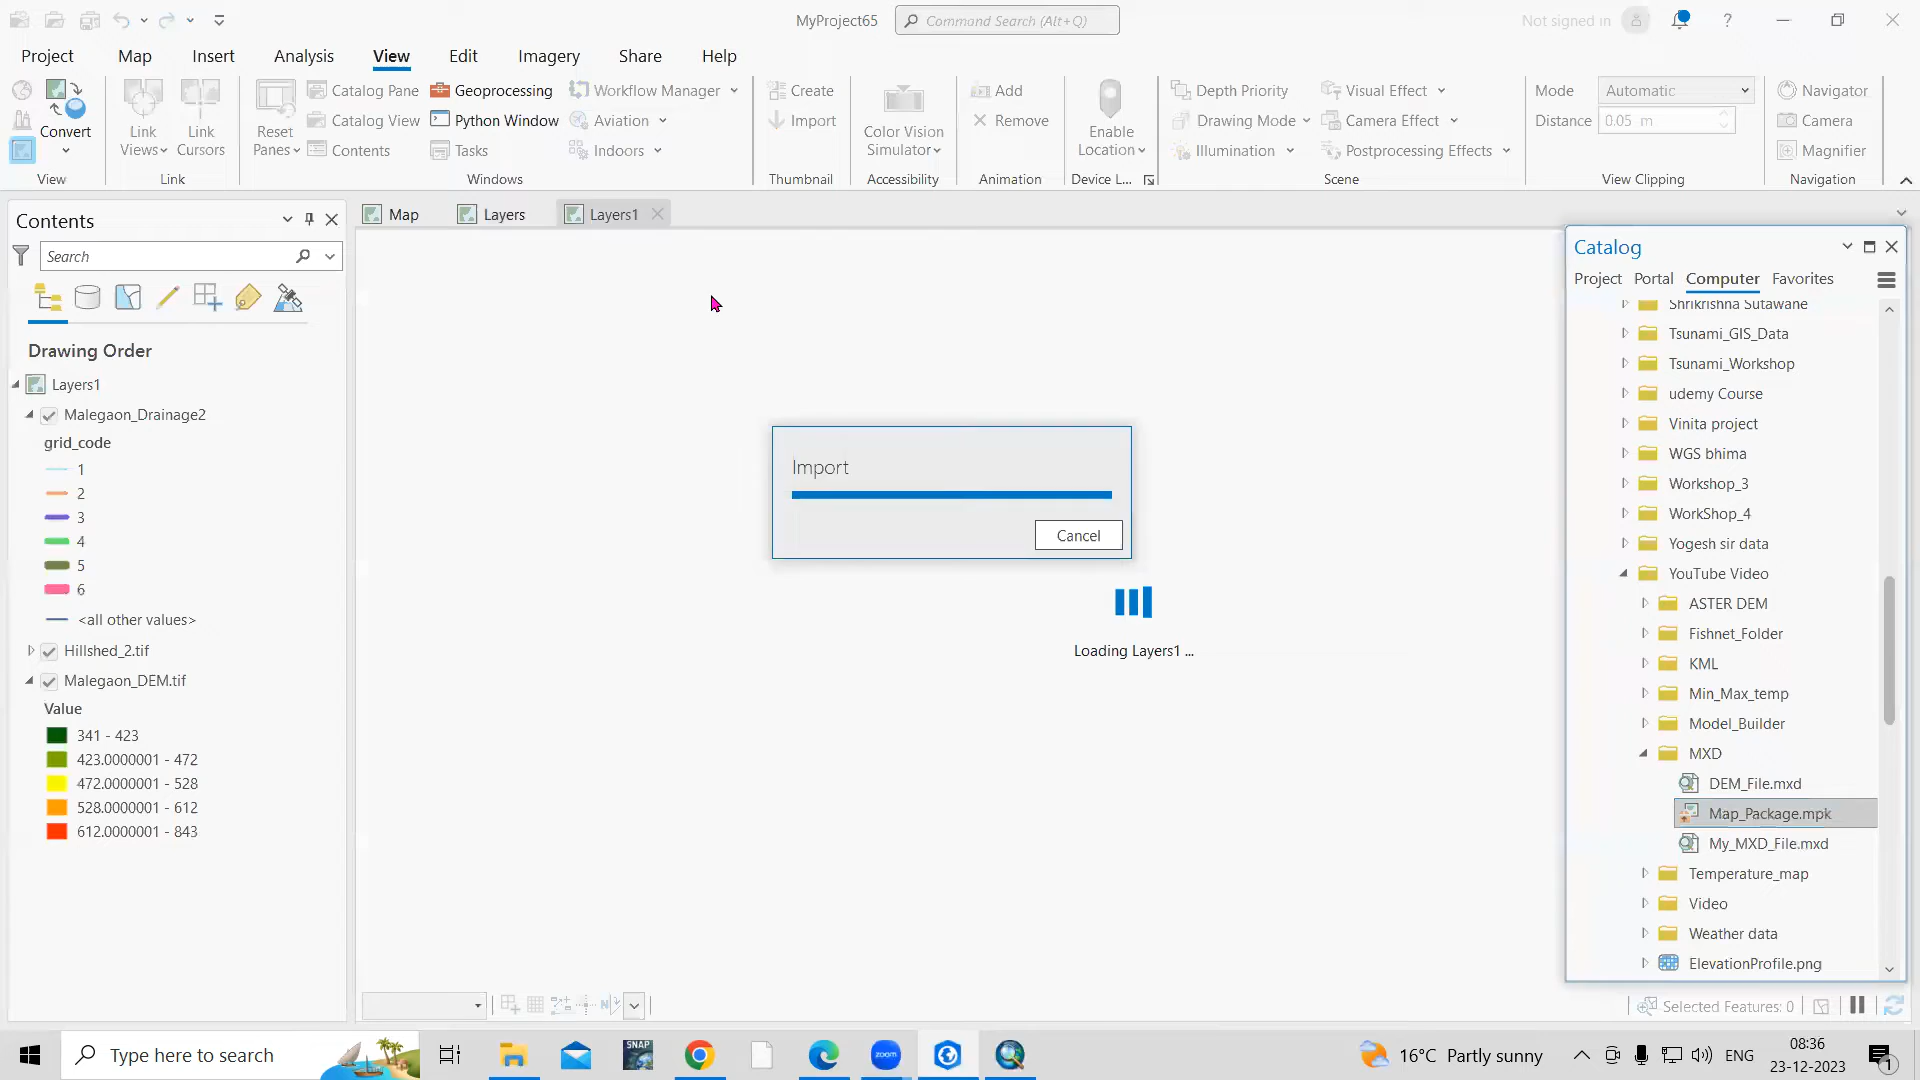 MyProject65
Command Search (Alt+Q)
Not signed in
Project Map Insert Analysis View Edit Imagery Share Help
Convert
View
Link Views
Link Cursors
Link
Reset Panes
Catalog Pane
Catalog View
Contents
Geoprocessing
Python Window
Tasks
Workflow Manager
Aviation
Indoors
Windows
Create
Import
Thumbnail
Color Vision Simulator
Accessibility
Add
Remove
Animation
Enable Location
Device L...
Depth Priority
Drawing Mode
Illumination
Visual Effect
Camera Effect
Postprocessing Effects
Scene
Mode Automatic
Distance 0.05 m
View Clipping
Navigator
Camera
Magnifier
Navigation
Contents
Search
Drawing Order
Layers1
Malegaon_Drainage2
grid_code
1
2
3
4
5
6
<all other values>
Hillshed_2.tif
Malegaon_DEM.tif
Value
341 - 423
423.0000001 - 472
472.0000001 - 528
528.0000001 - 612
612.0000001 - 843
Map Layers Layers1
Import
Cancel
Loading Layers1 ...
Catalog
Project Portal Computer Favorites
Shrikrishna Sutawane
Tsunami_GIS_Data
Tsunami_Workshop
udemy Course
Vinita project
WGS bhima
Workshop_3
WorkShop_4
Yogesh sir data
YouTube Video
ASTER DEM
Fishnet_Folder
KML
Min_Max_temp
Model_Builder
MXD
DEM_File.mxd
Map_Package.mpk
My_MXD_File.mxd
Temperature_map
Video
Weather data
ElevationProfile.png
Selected Features: 0
Type here to search
SNAP
zoom
16°C Partly sunny
ENG
08:36
23-12-2023
1